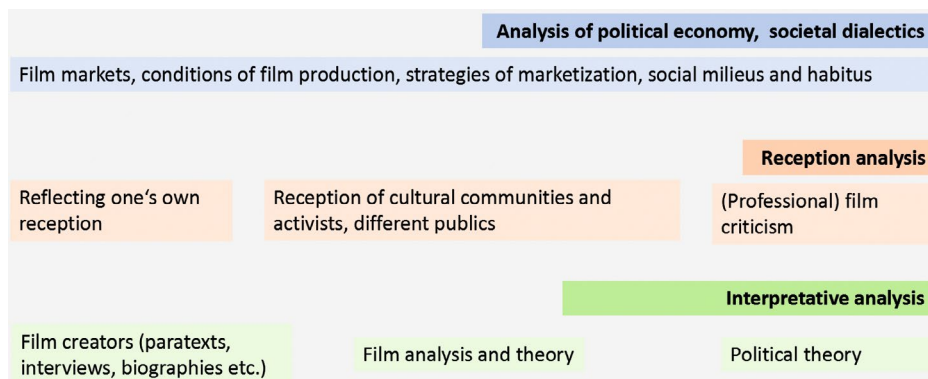 Analysis of political economy,  societal dialectics
Film markets, conditions of film production, strategies of marketization, social milieus and habitus
Reception analysis
Reflecting one‘s own
reception
Reception of cultural communities and
activists, different publics
(Professional) film
criticism
Interpretative analysis
Film creators (paratexts,
interviews, biographies etc.)
Film analysis and theory
Political theory